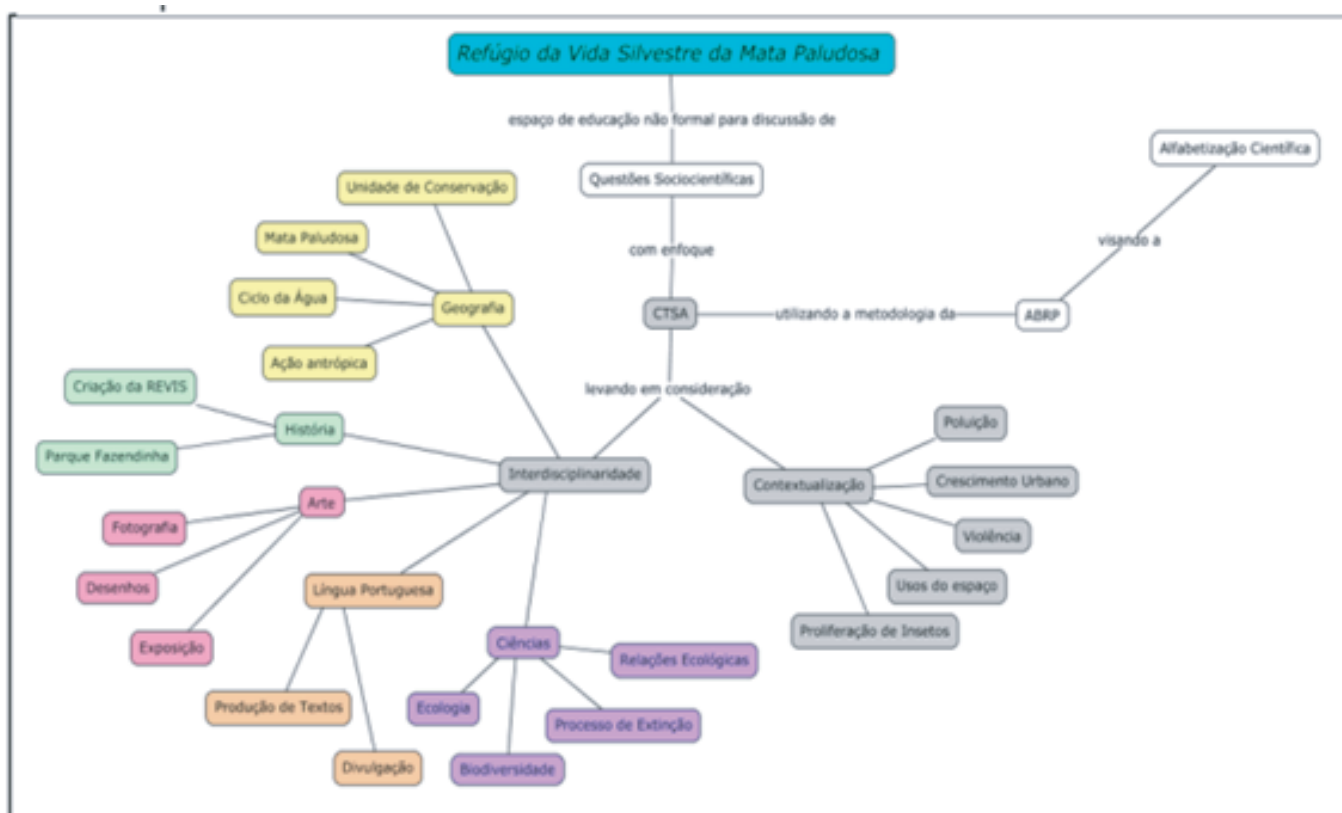 Refúgio da Vida Silvestre da Mata Paludosa
espaço de educação não formal para discussão de
Alfabetização Científica
Questões Sociocientíficas
Unidade de Conservação
Mata Paludosa
com enfoque
visando a
Ciclo da Água
Geografia
CTSA
utilizando a metodologia da
ABRP
Ação antrópica
Criação da REVIS
levando em consideração
História
Poluição
Parque Fazendinha
Interdisciplinaridade
Contextualização
Crescimento Urbano
Arte
Fotografia
Violência
Desenhos
Língua Portuguesa
Usos do espaço
Exposição
Ciências
Proliferação de Insetos
Relações Ecológicas
Produção de Textos
Ecologia
Processo de Extinção
Divulgação
Biodiversidade